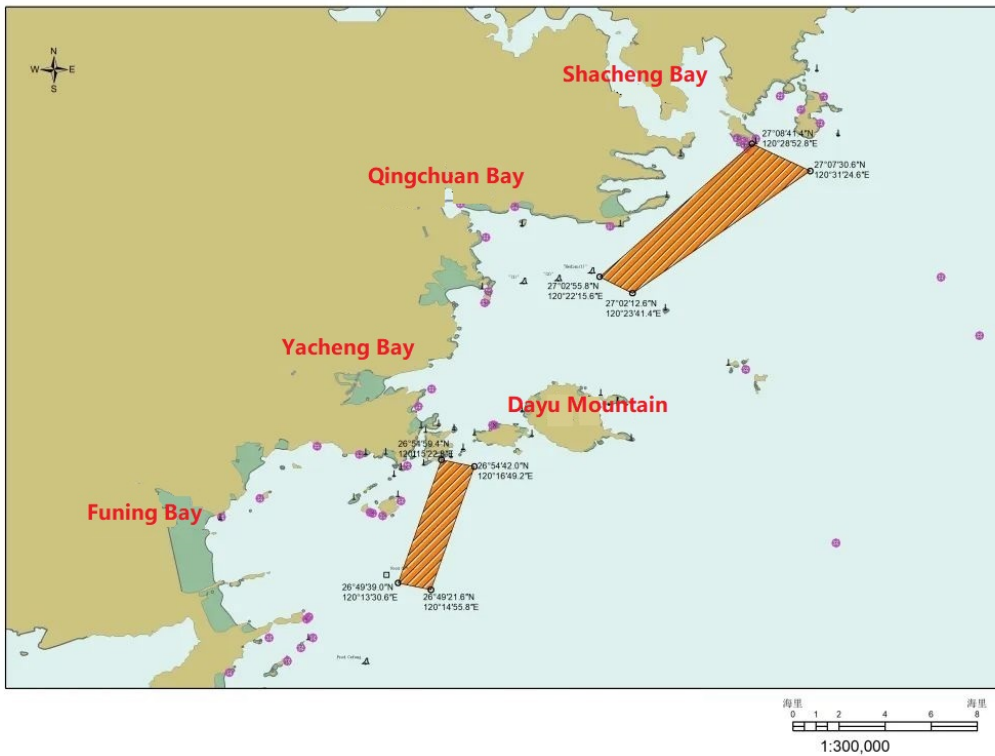 N
W E
S
Shacheng Bay
27°08'41.4"N
120°28'52.8"E
27°07'30.6"N
120°31'24.6"E
Qingchuan Bay
27°02'55.8"N
120°22'15.6"E
27°02'12.6"N
120°23'41.4"E
Yacheng Bay
Dayu Mountain
26°54'59.4"N
120°15'22.8"E
26°54'42.0"N
120°16'49.2"E
Funing Bay
26°49'39.0"N
120°13'30.6"E
26°49'21.6"N
120°14'55.8"E
海里 海里
0 1 2 4 6 8
1:300,000